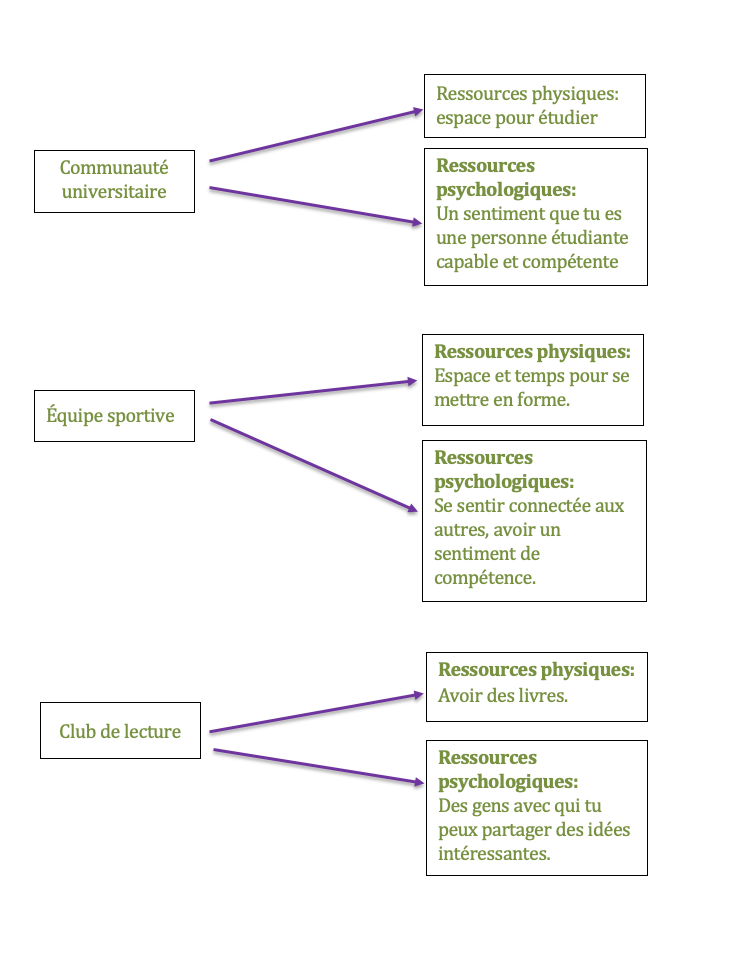 Communauté
universitaire
Ressources physiques:
espace pour étudier
Ressources
psychologiques:
Un sentiment que tu es
une personne étudiante
capable et compétente
Équipe sportive
Ressources physiques:
Espace et temps pour se
mettre en forme.
Ressources
psychologiques:
Se sentir connectée aux
autres, avoir un
sentiment de
compétence.
Club de lecture
Ressources physiques:
Avoir des livres.
Ressources
psychologiques:
Des gens avec qui tu
peux partager des idées
intéressantes.